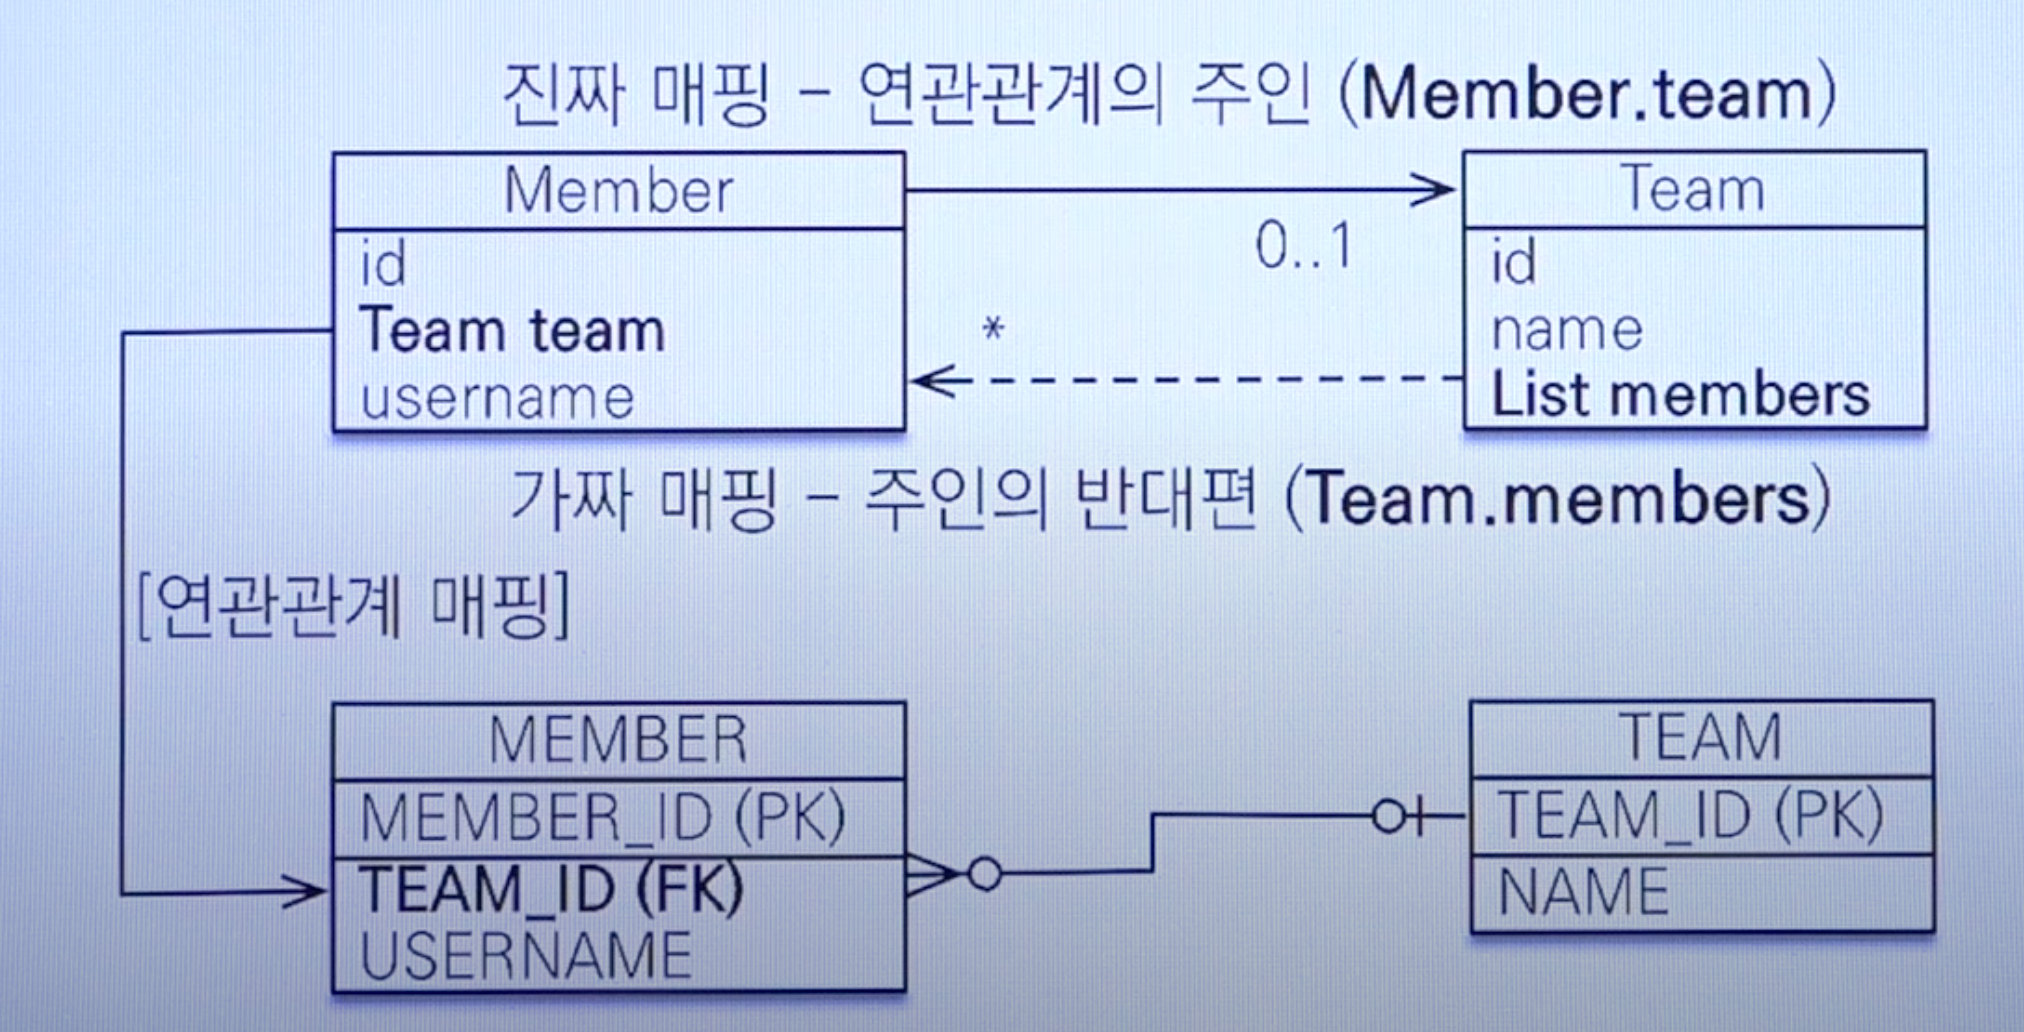 진짜 매핑 - 연관관계의 주인 (Member.team)
Member
id
Team team
username
0..1
*
Team
id
name
List members
가짜 매핑 - 주인의 반대편 (Team.members)
[연관관계 매핑]
MEMBER
MEMBER_ID (PK)
TEAM_ID (FK)
USERNAME
TEAM
TEAM_ID (PK)
NAME